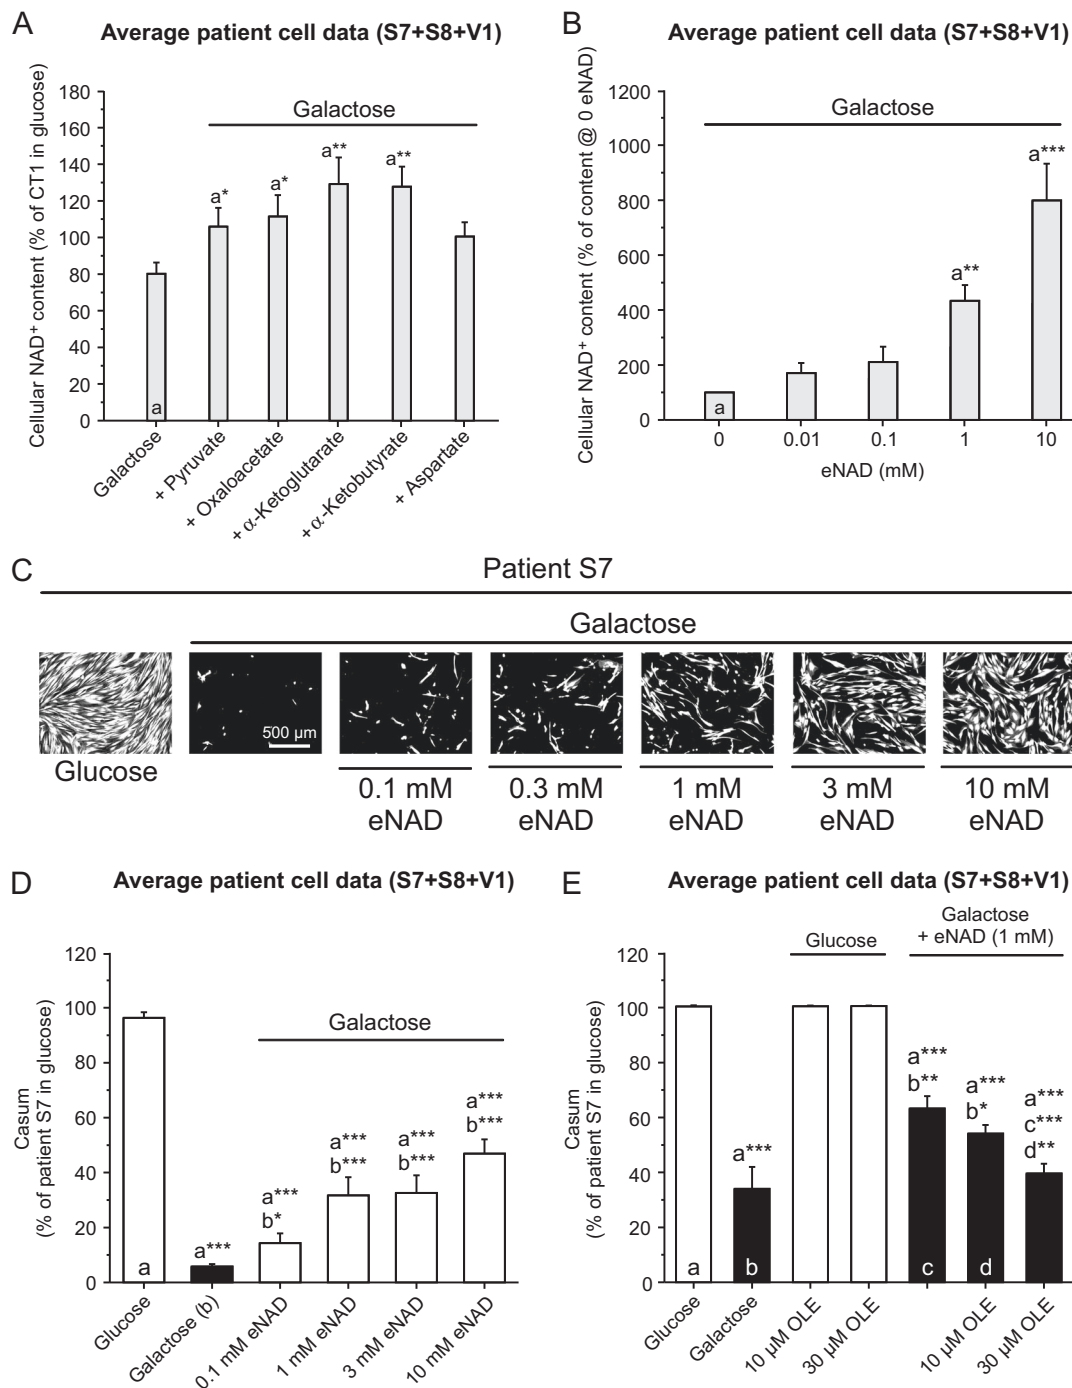 A
Average patient cell data (S7+S8+V1)
Cellular NAD⁺ content (% of CT1 in glucose)
180
160
140
120
100
80
60
40
20
0
Galactose
a
a*
a*
a**
a**
Galactose
+ Pyruvate
+ Oxaloacetate
+ α-Ketoglutarate
+ α-Ketobutyrate
+ Aspartate
B
Average patient cell data (S7+S8+V1)
Cellular NAD⁺ content (% of content @ 0 eNAD)
1200
1000
800
600
400
200
0
Galactose
a
a**
a***
0
0.01
0.1
1
10
eNAD (mM)
C
Patient S7
Galactose
500 µm
Glucose
0.1 mM
eNAD
0.3 mM
eNAD
1 mM
eNAD
3 mM
eNAD
10 mM
eNAD
D
Average patient cell data (S7+S8+V1)
Casum
(% of patient S7 in glucose)
120
100
80
60
40
20
0
Galactose
a
a***
a***
b*
a***
b***
a***
b***
a***
b***
Glucose
Galactose (b)
0.1 mM eNAD
1 mM eNAD
3 mM eNAD
10 mM eNAD
E
Average patient cell data (S7+S8+V1)
Casum
(% of patient S7 in glucose)
120
100
80
60
40
20
0
Glucose
Galactose
+ eNAD (1 mM)
a
a***
b
a***
b**
c
a***
b*
d
a***
c***
d**
Glucose
Galactose
10 µM OLE
30 µM OLE
10 µM OLE
30 µM OLE